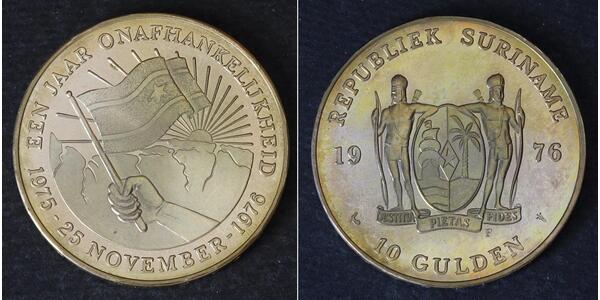 EEN JAAR ONAFHANKELIJKHEID
1975 - 25 NOVEMBER - 1976
REPUBLIEK SURINAME
19 76
JUSTITIA PIETAS FIDES
F
10 GULDEN